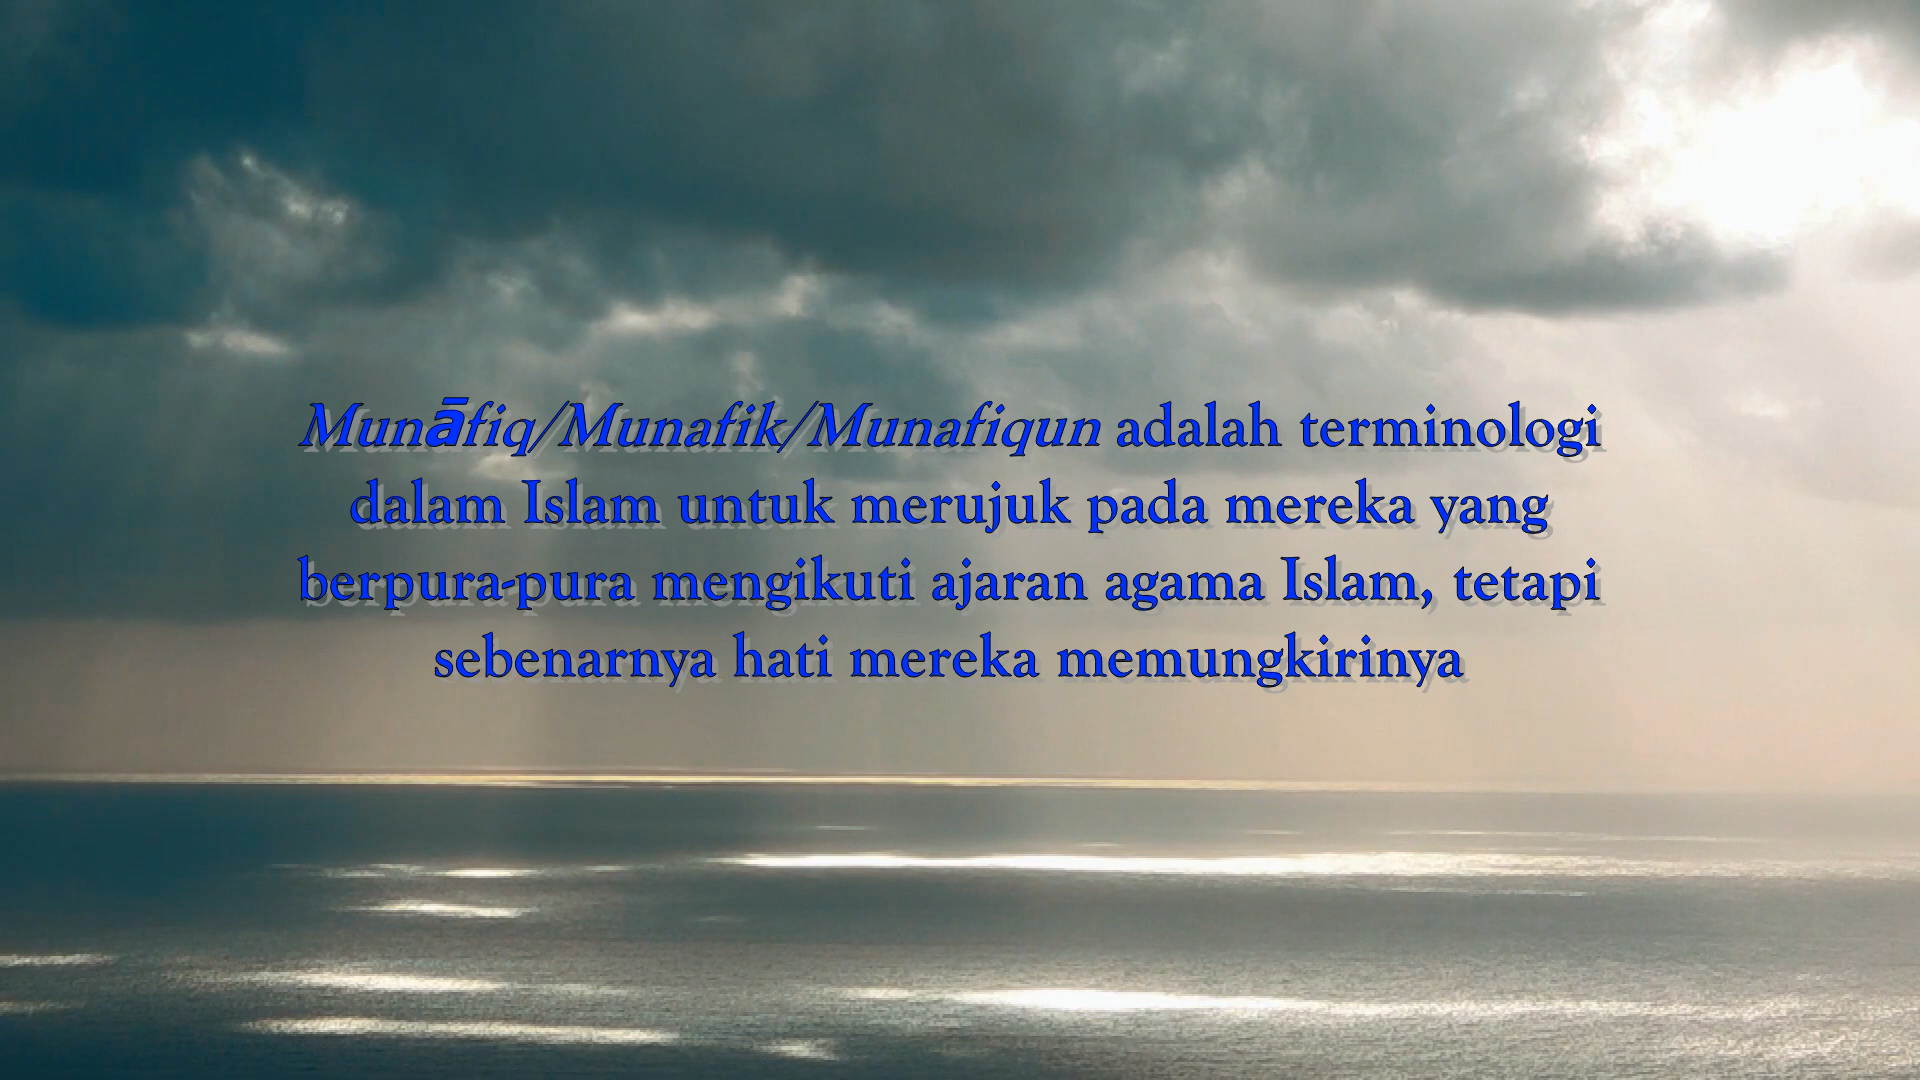 Munāfiq/Munafik/Munafiqun adalah terminologi
dalam Islam untuk merujuk pada mereka yang
berpura-pura mengikuti ajaran agama Islam, tetapi
sebenarnya hati mereka memungkirinya